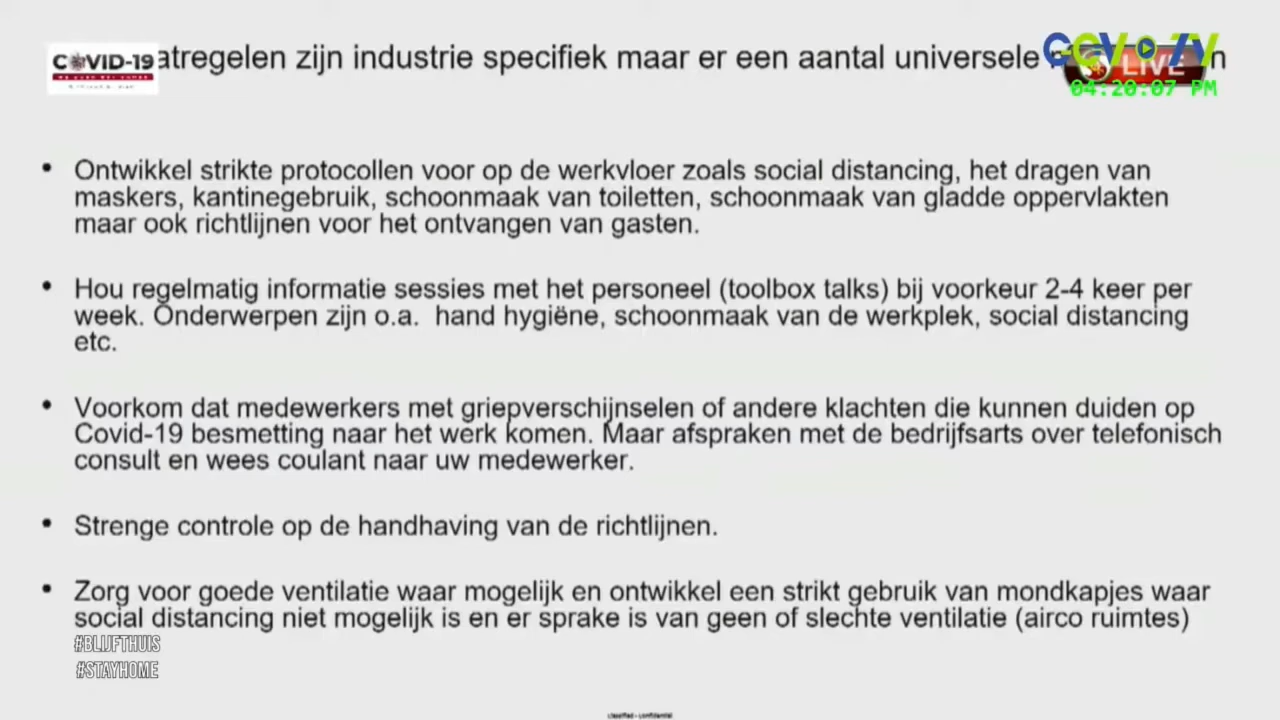 COVID-19
atregelen zijn industrie specifiek maar er een aantal universele
n
CCVTV
LIVE
04:20:07 PM
• Ontwikkel strikte protocollen voor op de werkvloer zoals social distancing, het dragen van
maskers, kantinegebruik, schoonmaak van toiletten, schoonmaak van gladde oppervlakten
maar ook richtlijnen voor het ontvangen van gasten.
• Hou regelmatig informatie sessies met het personeel (toolbox talks) bij voorkeur 2-4 keer per
week. Onderwerpen zijn o.a. hand hygiëne, schoonmaak van de werkplek, social distancing
etc.
• Voorkom dat medewerkers met griepverschijnselen of andere klachten die kunnen duiden op
Covid-19 besmetting naar het werk komen. Maar afspraken met de bedrijfsarts over telefonisch
consult en wees coulant naar uw medewerker.
• Strenge controle op de handhaving van de richtlijnen.
• Zorg voor goede ventilatie waar mogelijk en ontwikkel een strikt gebruik van mondkapjes waar
social distancing niet mogelijk is en er sprake is van geen of slechte ventilatie (airco ruimtes)
#BLIJFTHUIS
#STAYHOME
classified - confidential